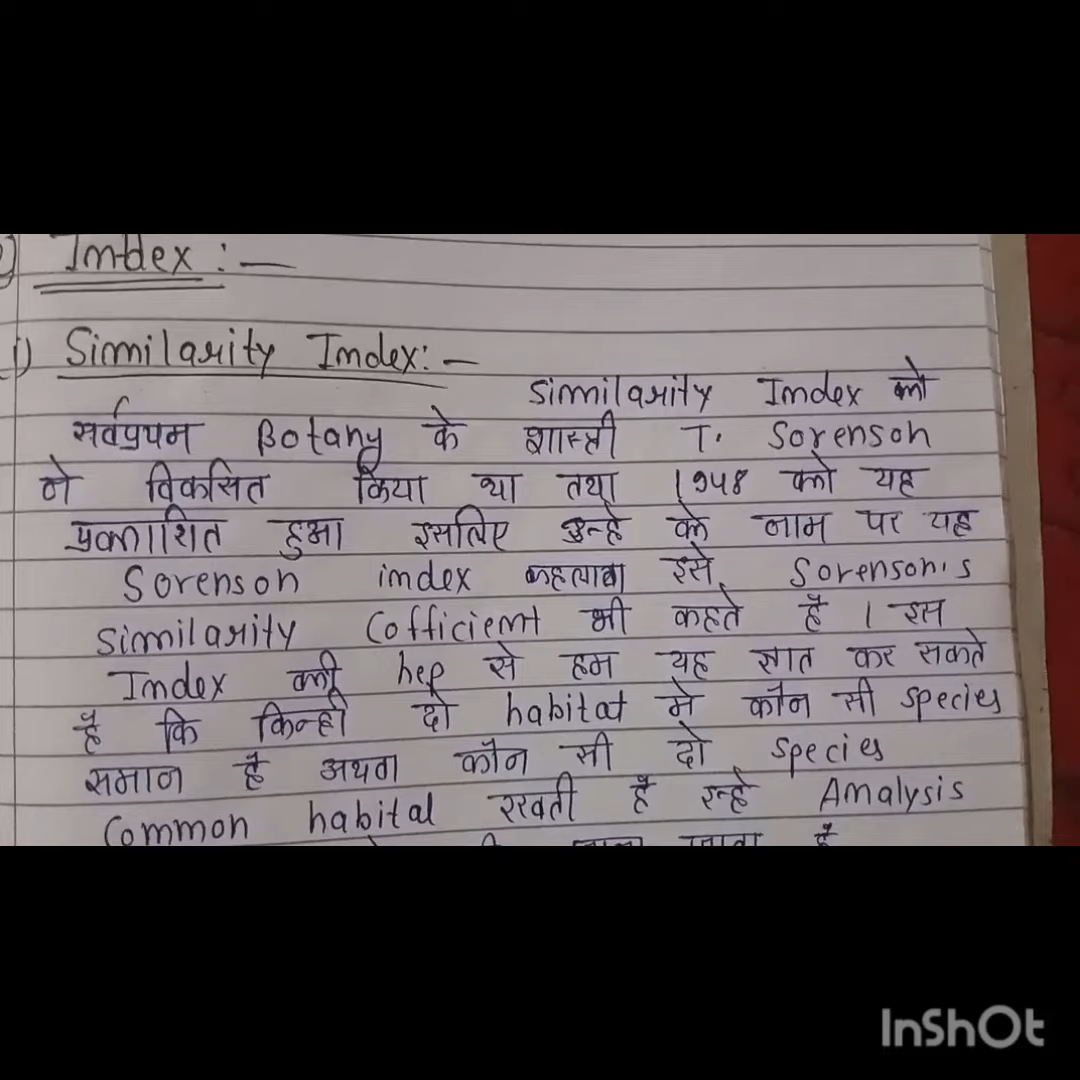 Index : —
i) Similarity Index: —
Similarity Index को
सर्वप्रथम Botany के शास्त्री T. Sorenson
ने विकसित किया था तथा 1948 को यह
प्रकाशित हुआ इसलिए उन्हे के नाम पर यह
Sorenson index कहलाया इसे Sorenson's
Similarity Cofficient भी कहते है । इस
Index की hep से हम यह ज्ञात कर सकते
है कि किन्ही दो habitat मे कौन सी species
समान है अथवा कौन सी दो species
Common habital रखती है इन्हे Analysis
जाता है
InShOt